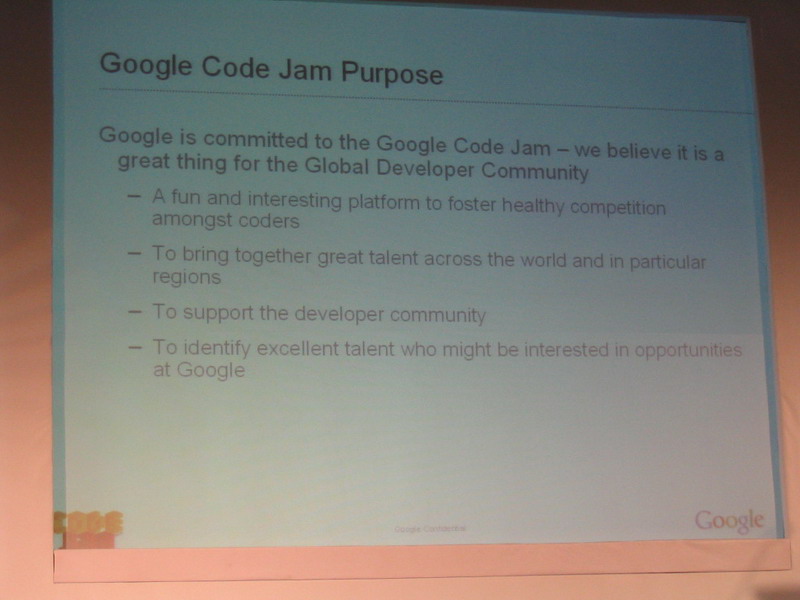 Google Code Jam Purpose
Google is committed to the Google Code Jam – we believe it is a
great thing for the Global Developer Community
– A fun and interesting platform to foster healthy competition
amongst coders
– To bring together great talent across the world and in particular
regions
– To support the developer community
– To identify excellent talent who might be interested in opportunities
at Google
code
jam
Google Confidential
Google